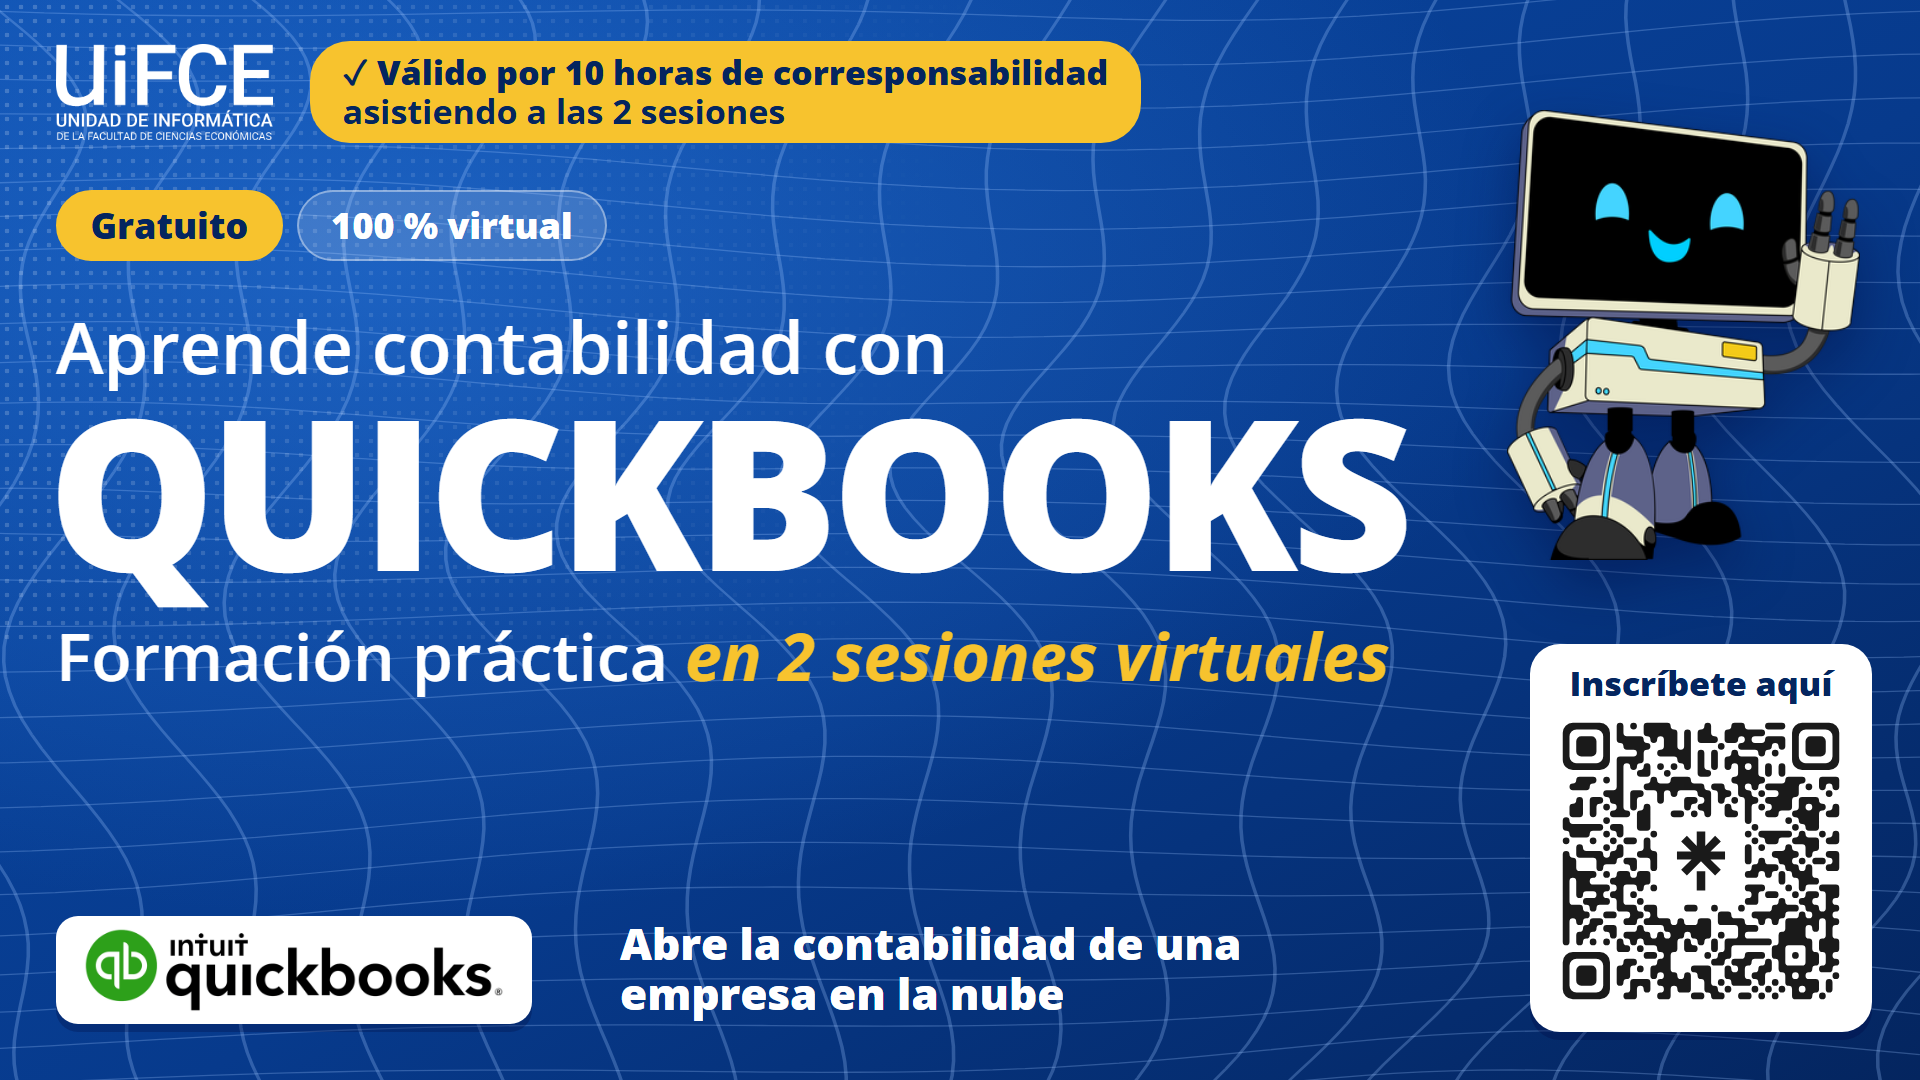 UiFCE
UNIDAD DE INFORMÁTICA
DE LA FACULTAD DE CIENCIAS ECONÓMICAS
✓ Válido por 10 horas de corresponsabilidad
asistiendo a las 2 sesiones
Gratuito
100 % virtual
Aprende contabilidad con
QUICKBOOKS
Formación práctica en 2 sesiones virtuales
Inscríbete aquí
qb
intuit
quickbooks®
Abre la contabilidad de una
empresa en la nube